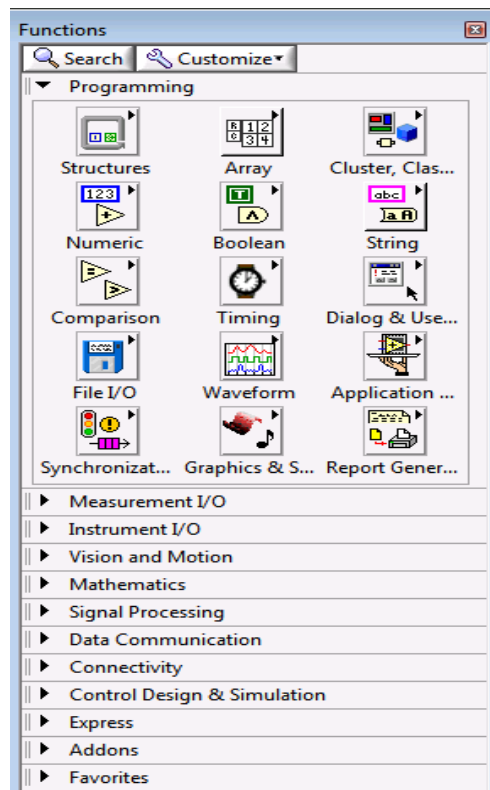 Functions
Search Customize
Programming
Structures Array Cluster, Clas...
Numeric Boolean String
Comparison Timing Dialog & Use...
File I/O Waveform Application ...
Synchronizat... Graphics & S... Report Gener...
Measurement I/O
Instrument I/O
Vision and Motion
Mathematics
Signal Processing
Data Communication
Connectivity
Control Design & Simulation
Express
Addons
Favorites